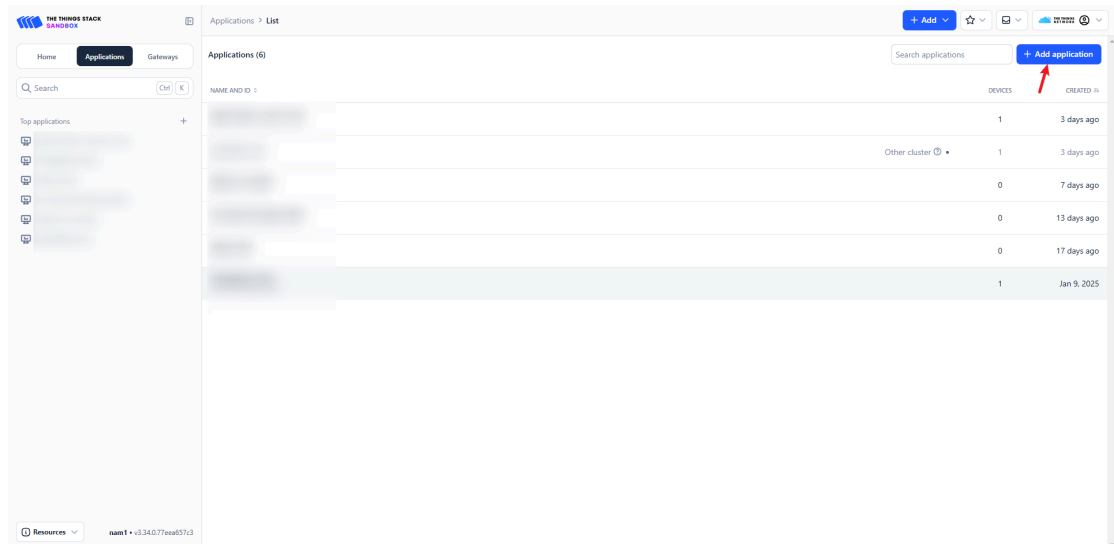 THE THINGS STACK
SANDBOX
Applications > List
+ Add
THE THINGS
NETWORK
Home
Applications
Gateways
Applications (6)
Search applications
+ Add application
Search
Ctrl
K
NAME AND ID
DEVICES
CREATED
Top applications
+
1
3 days ago
Other cluster
1
3 days ago
0
7 days ago
0
13 days ago
0
17 days ago
1
Jan 9, 2025
Resources
nam1 • v3.34.0.77eea657c3